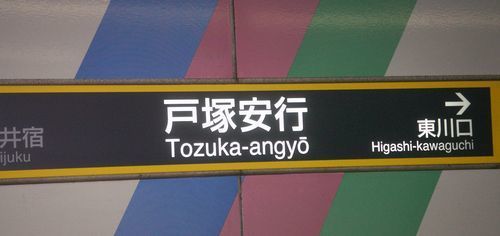 井宿
ijuku
戸塚安行
Tozuka-angyō
→
東川口
Higashi-kawaguchi